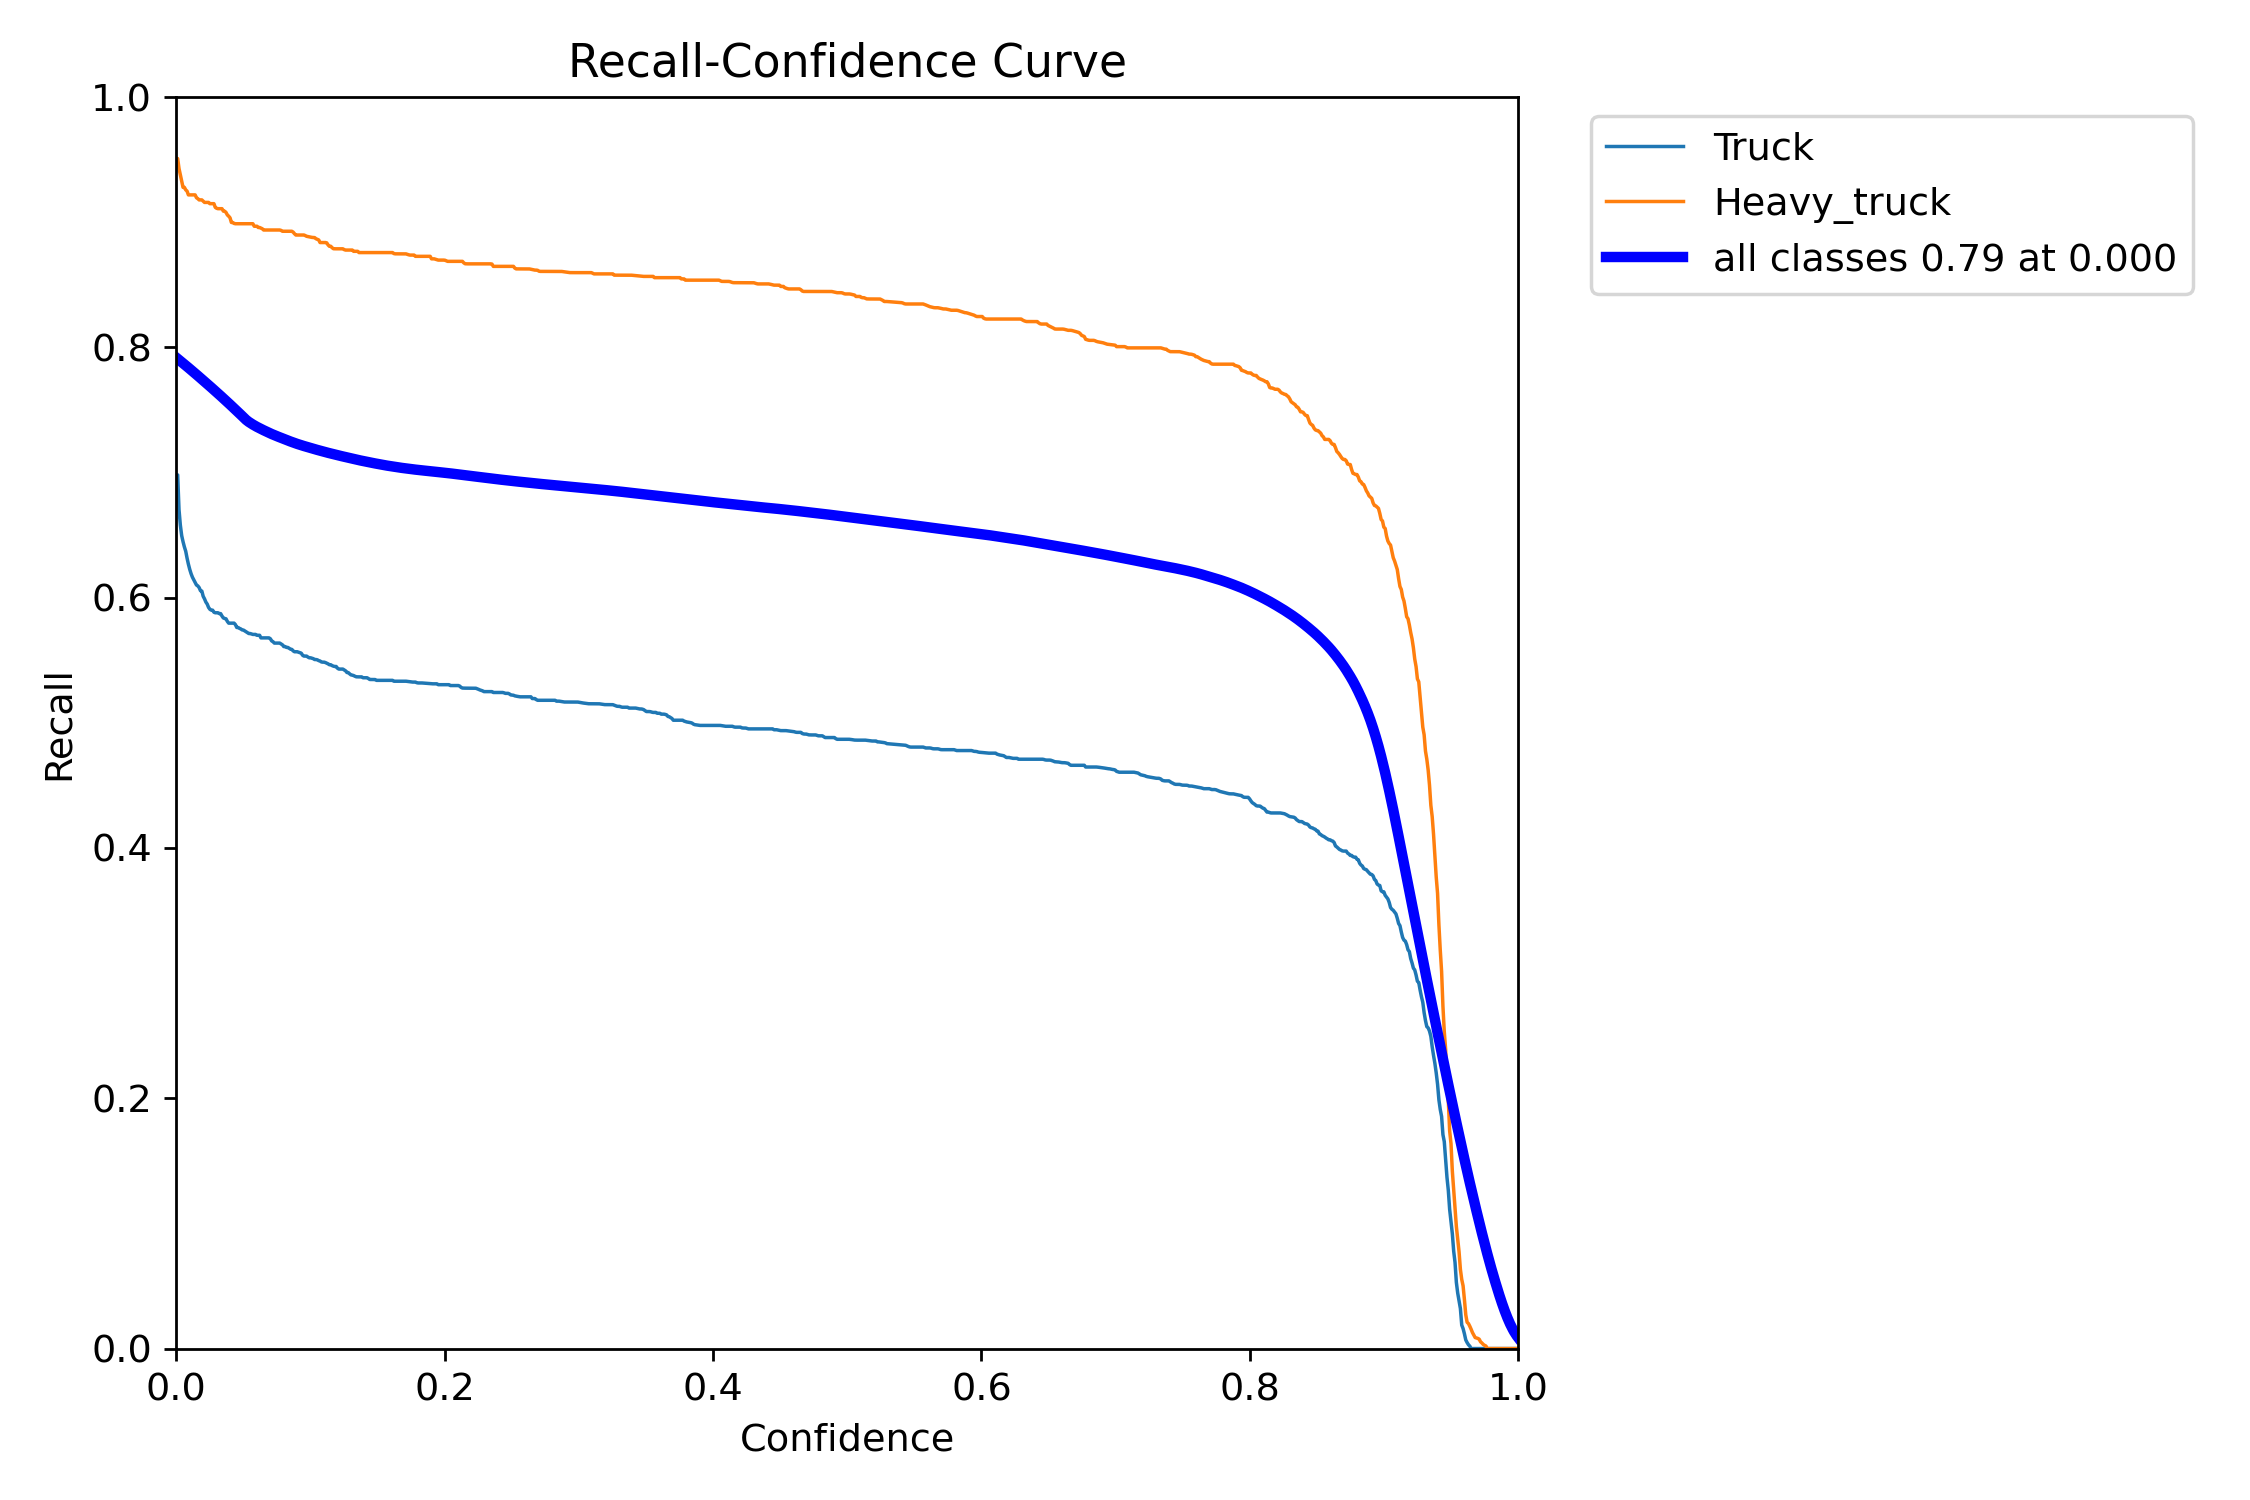 Recall-Confidence Curve
1.0
0.8
0.6
0.4
0.2
0.0
Recall
0.0 0.2 0.4 0.6 0.8 1.0
Confidence
Truck
Heavy_truck
all classes 0.79 at 0.000